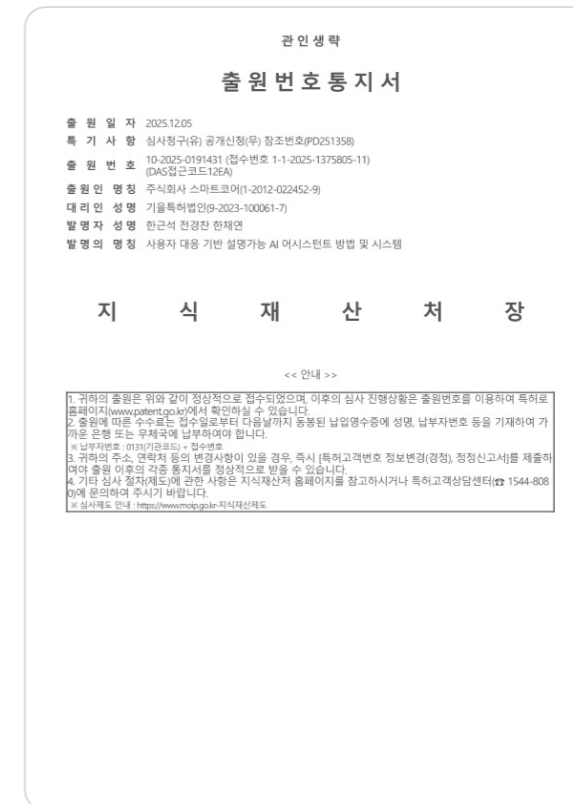 관 인 생 략
출 원 번 호 통 지 서
출 원 일 자 2025.12.05
특 기 사 항 심사청구(유) 공개신청(무) 참조번호(PD251358)
출 원 번 호 10-2025-0191431 (접수번호 1-1-2025-1375805-11)
(DAS접근코드12EA)
출원인 명칭 주식회사 스마트코어(1-2012-022452-9)
대리인 성명 기율특허법인(9-2023-100061-7)
발명자 성명 한근석 전경찬 한채연
발명의 명칭 사용자 대응 기반 설명가능 AI 어시스턴트 방법 및 시스템
지 식 재 산 처 장
<< 안내 >>
1. 귀하의 출원은 위와 같이 정상적으로 접수되었으며, 이후의 심사 진행상황은 출원번호를 이용하여 특허로
홈페이지(www.patent.go.kr)에서 확인하실 수 있습니다.
2. 출원에 따른 수수료는 접수일로부터 다음날까지 동봉된 납입영수증에 성명, 납부자번호 등을 기재하여 가
까운 은행 또는 우체국에 납부하여야 합니다.
※ 납부자번호 : 0131(기관코드) + 접수번호
3. 귀하의 주소, 연락처 등의 변경사항이 있을 경우, 즉시 [특허고객번호 정보변경(경정), 정정신고서]를 제출하
여야 출원 이후의 각종 통지서를 정상적으로 받을 수 있습니다.
4. 기타 심사 절차(제도)에 관한 사항은 지식재산처 홈페이지를 참고하시거나 특허고객상담센터(☎ 1544-808
0)에 문의하여 주시기 바랍니다.
※ 심사제도 안내 : https://www.moip.go.kr-지식재산제도